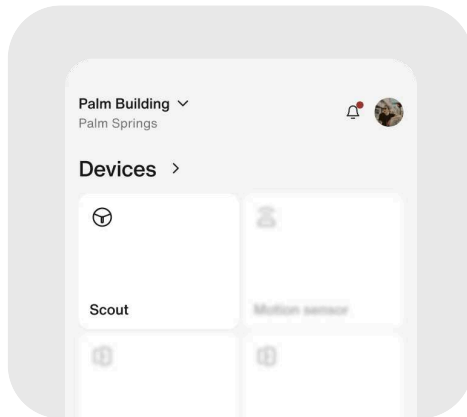 Palm Building
Palm Springs
Devices
Scout
Motion sensor